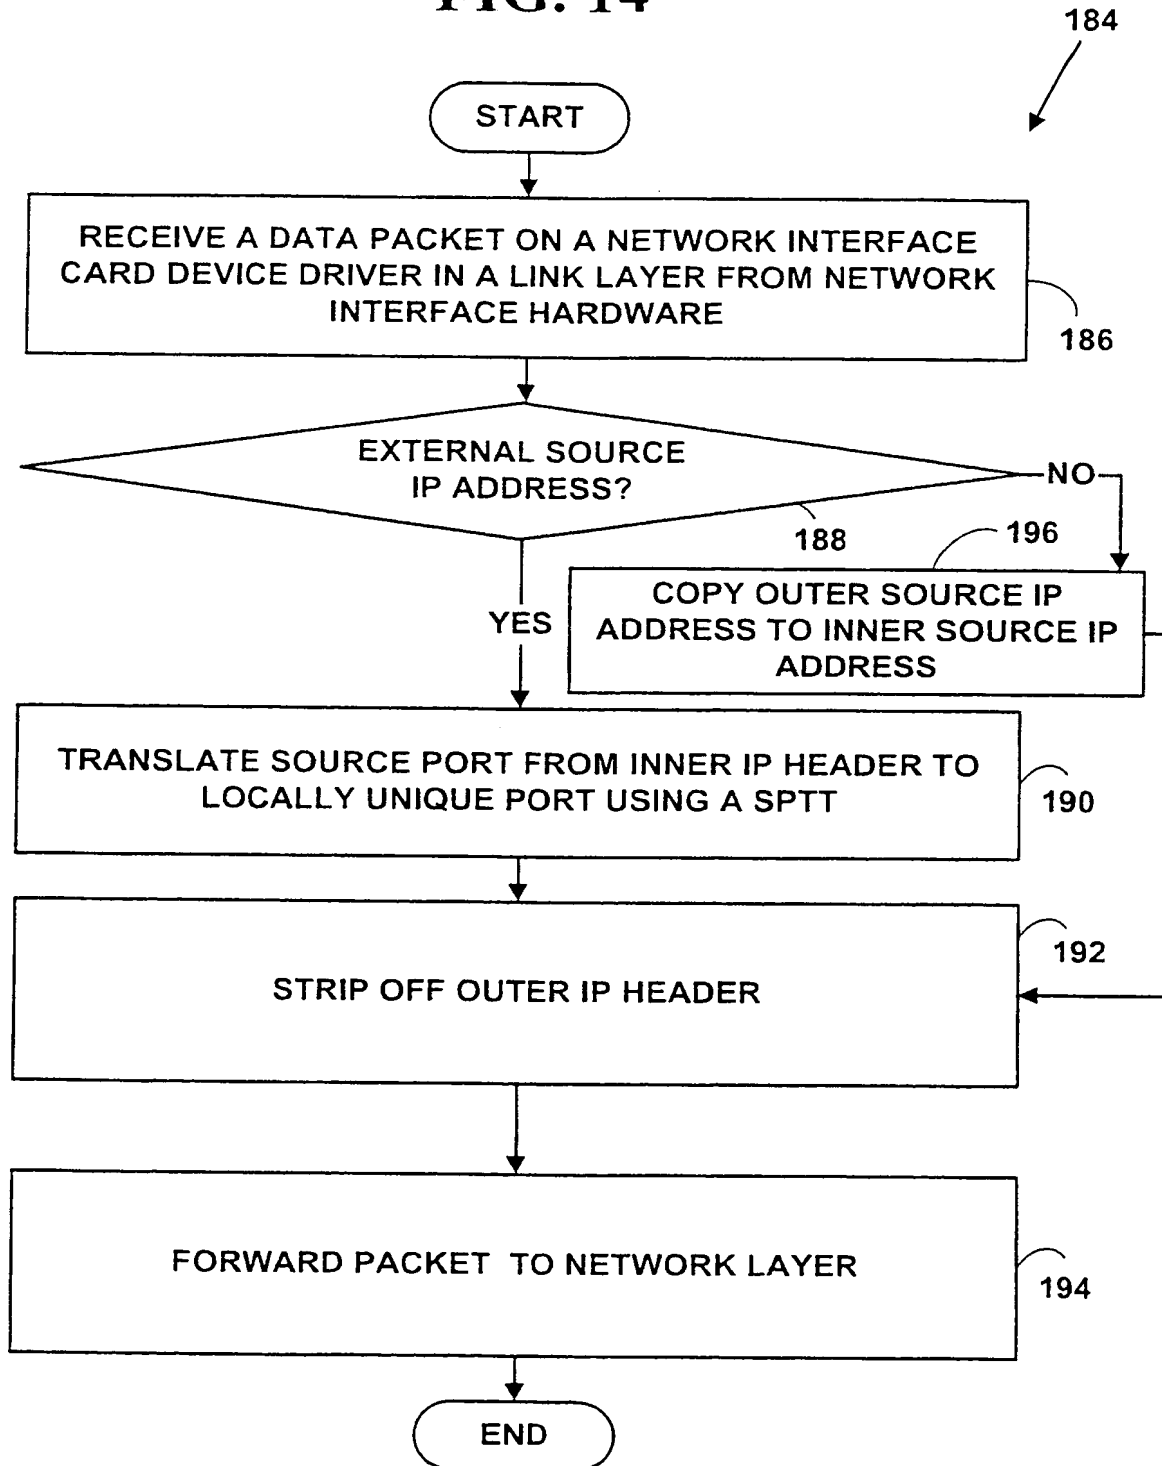 FIG. 14
184
START
RECEIVE A DATA PACKET ON A NETWORK INTERFACE
CARD DEVICE DRIVER IN A LINK LAYER FROM NETWORK
INTERFACE HARDWARE
186
EXTERNAL SOURCE
IP ADDRESS?
NO
188
196
YES
COPY OUTER SOURCE IP
ADDRESS TO INNER SOURCE IP
ADDRESS
TRANSLATE SOURCE PORT FROM INNER IP HEADER TO
LOCALLY UNIQUE PORT USING A SPTT
190
192
STRIP OFF OUTER IP HEADER
FORWARD PACKET TO NETWORK LAYER
194
END